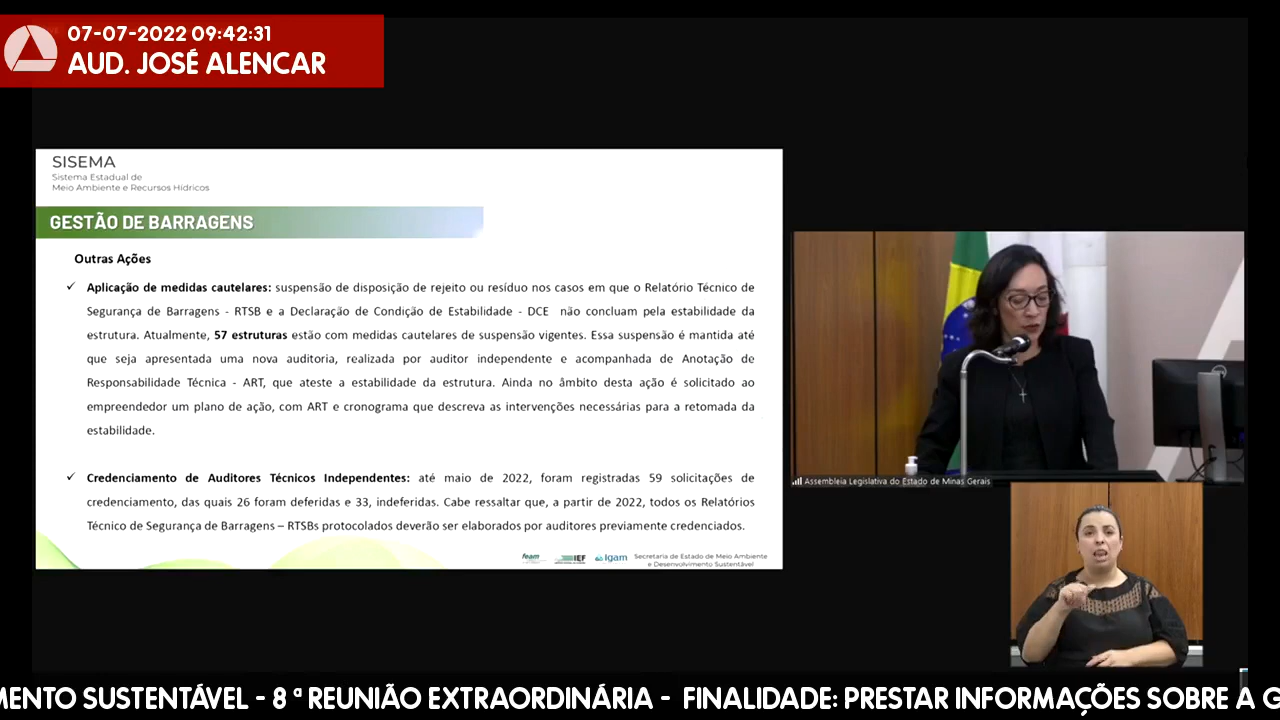 07-07-2022 09:42:31
AUD. JOSÉ ALENCAR
SISEMA
Sistema Estadual de
Meio Ambiente e Recursos Hídricos
GESTÃO DE BARRAGENS
Outras Ações
✓ Aplicação de medidas cautelares: suspensão de disposição de rejeito ou resíduo nos casos em que o Relatório Técnico de
Segurança de Barragens - RTSB e a Declaração de Condição de Estabilidade - DCE não concluam pela estabilidade da
estrutura. Atualmente, 57 estruturas estão com medidas cautelares de suspensão vigentes. Essa suspensão é mantida até
que seja apresentada uma nova auditoria, realizada por auditor independente e acompanhada de Anotação de
Responsabilidade Técnica - ART, que ateste a estabilidade da estrutura. Ainda no âmbito desta ação é solicitado ao
empreendedor um plano de ação, com ART e cronograma que descreva as intervenções necessárias para a retomada da
estabilidade.
✓ Credenciamento de Auditores Técnicos Independentes: até maio de 2022, foram registradas 59 solicitações de
credenciamento, das quais 26 foram deferidas e 33, indeferidas. Cabe ressaltar que, a partir de 2022, todos os Relatórios
Técnico de Segurança de Barragens – RTSBs protocolados deverão ser elaborados por auditores previamente credenciados.
feam
IEF
igam
Secretaria de Estado de Meio Ambiente
e Desenvolvimento Sustentável
Assembleia Legislativa do Estado de Minas Gerais
MENTO SUSTENTÁVEL - 8 ª REUNIÃO EXTRAORDINÁRIA - FINALIDADE: PRESTAR INFORMAÇÕES SOBRE A G